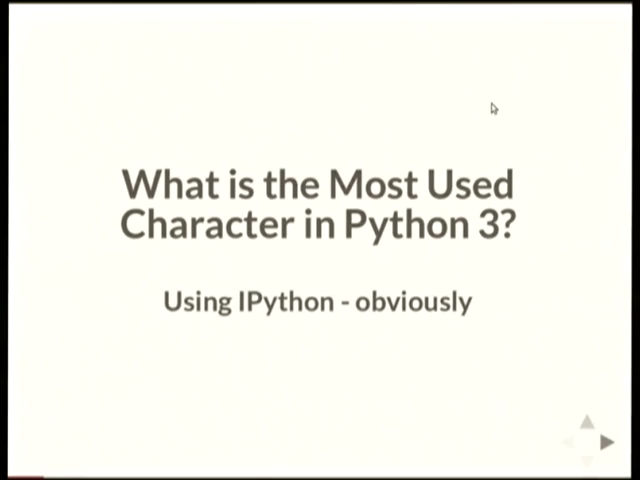 What is the Most Used
Character in Python 3?
Using IPython - obviously